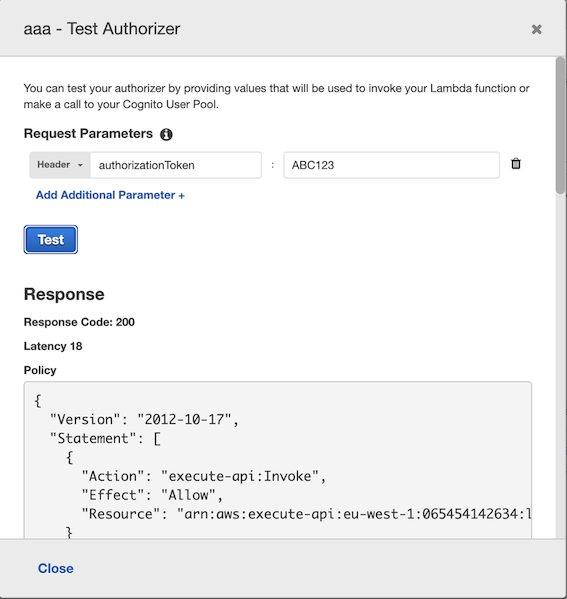 aaa - Test Authorizer
You can test your authorizer by providing values that will be used to invoke your Lambda function or
make a call to your Cognito User Pool.
Request Parameters
Header authorizationToken : ABC123
Add Additional Parameter +
Test
Response
Response Code: 200
Latency 18
Policy
{
"Version": "2012-10-17",
"Statement": [
{
"Action": "execute-api:Invoke",
"Effect": "Allow",
"Resource": "arn:aws:execute-api:eu-west-1:065454142634:l
}
Close